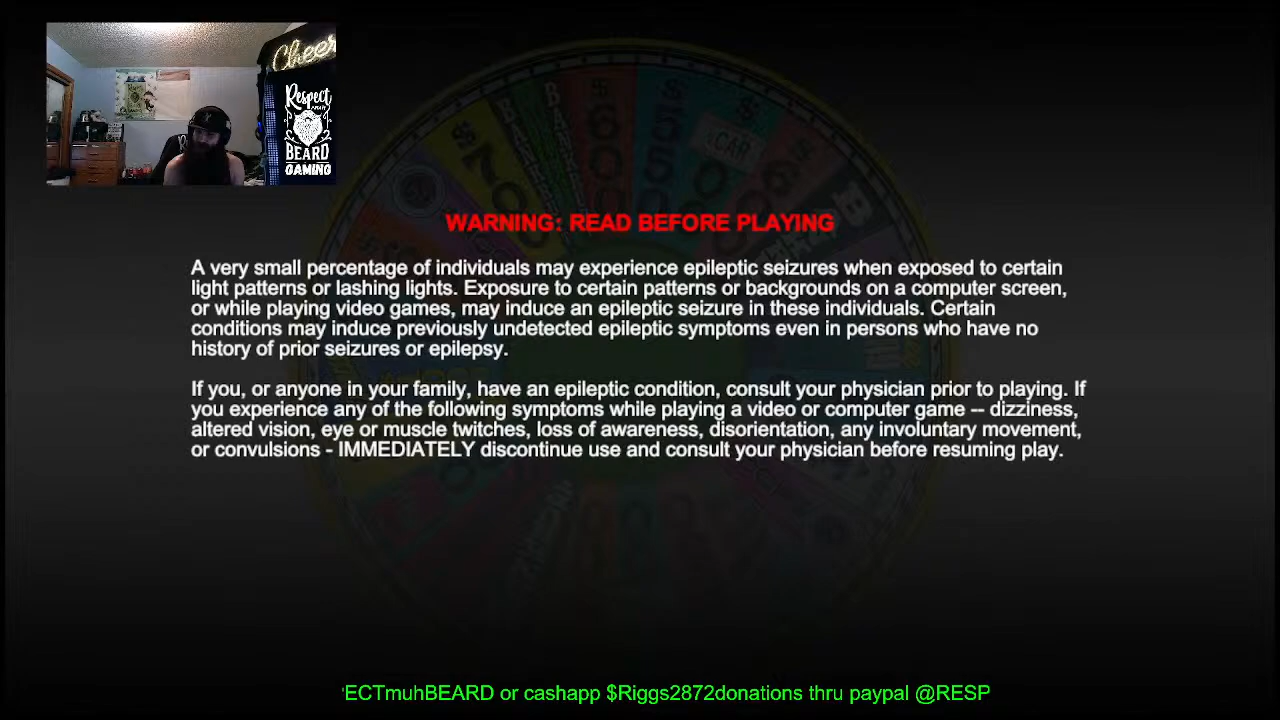 Cheers
Respect
BEARD
GAMING
WARNING: READ BEFORE PLAYING
A very small percentage of individuals may experience epileptic seizures when exposed to certain
light patterns or lashing lights. Exposure to certain patterns or backgrounds on a computer screen,
or while playing video games, may induce an epileptic seizure in these individuals. Certain
conditions may induce previously undetected epileptic symptoms even in persons who have no
history of prior seizures or epilepsy.
If you, or anyone in your family, have an epileptic condition, consult your physician prior to playing. If
you experience any of the following symptoms while playing a video or computer game -- dizziness,
altered vision, eye or muscle twitches, loss of awareness, disorientation, any involuntary movement,
or convulsions - IMMEDIATELY discontinue use and consult your physician before resuming play.
CAR
ECTmuhBEARD or cashapp $Riggs2872donations thru paypal @RESP